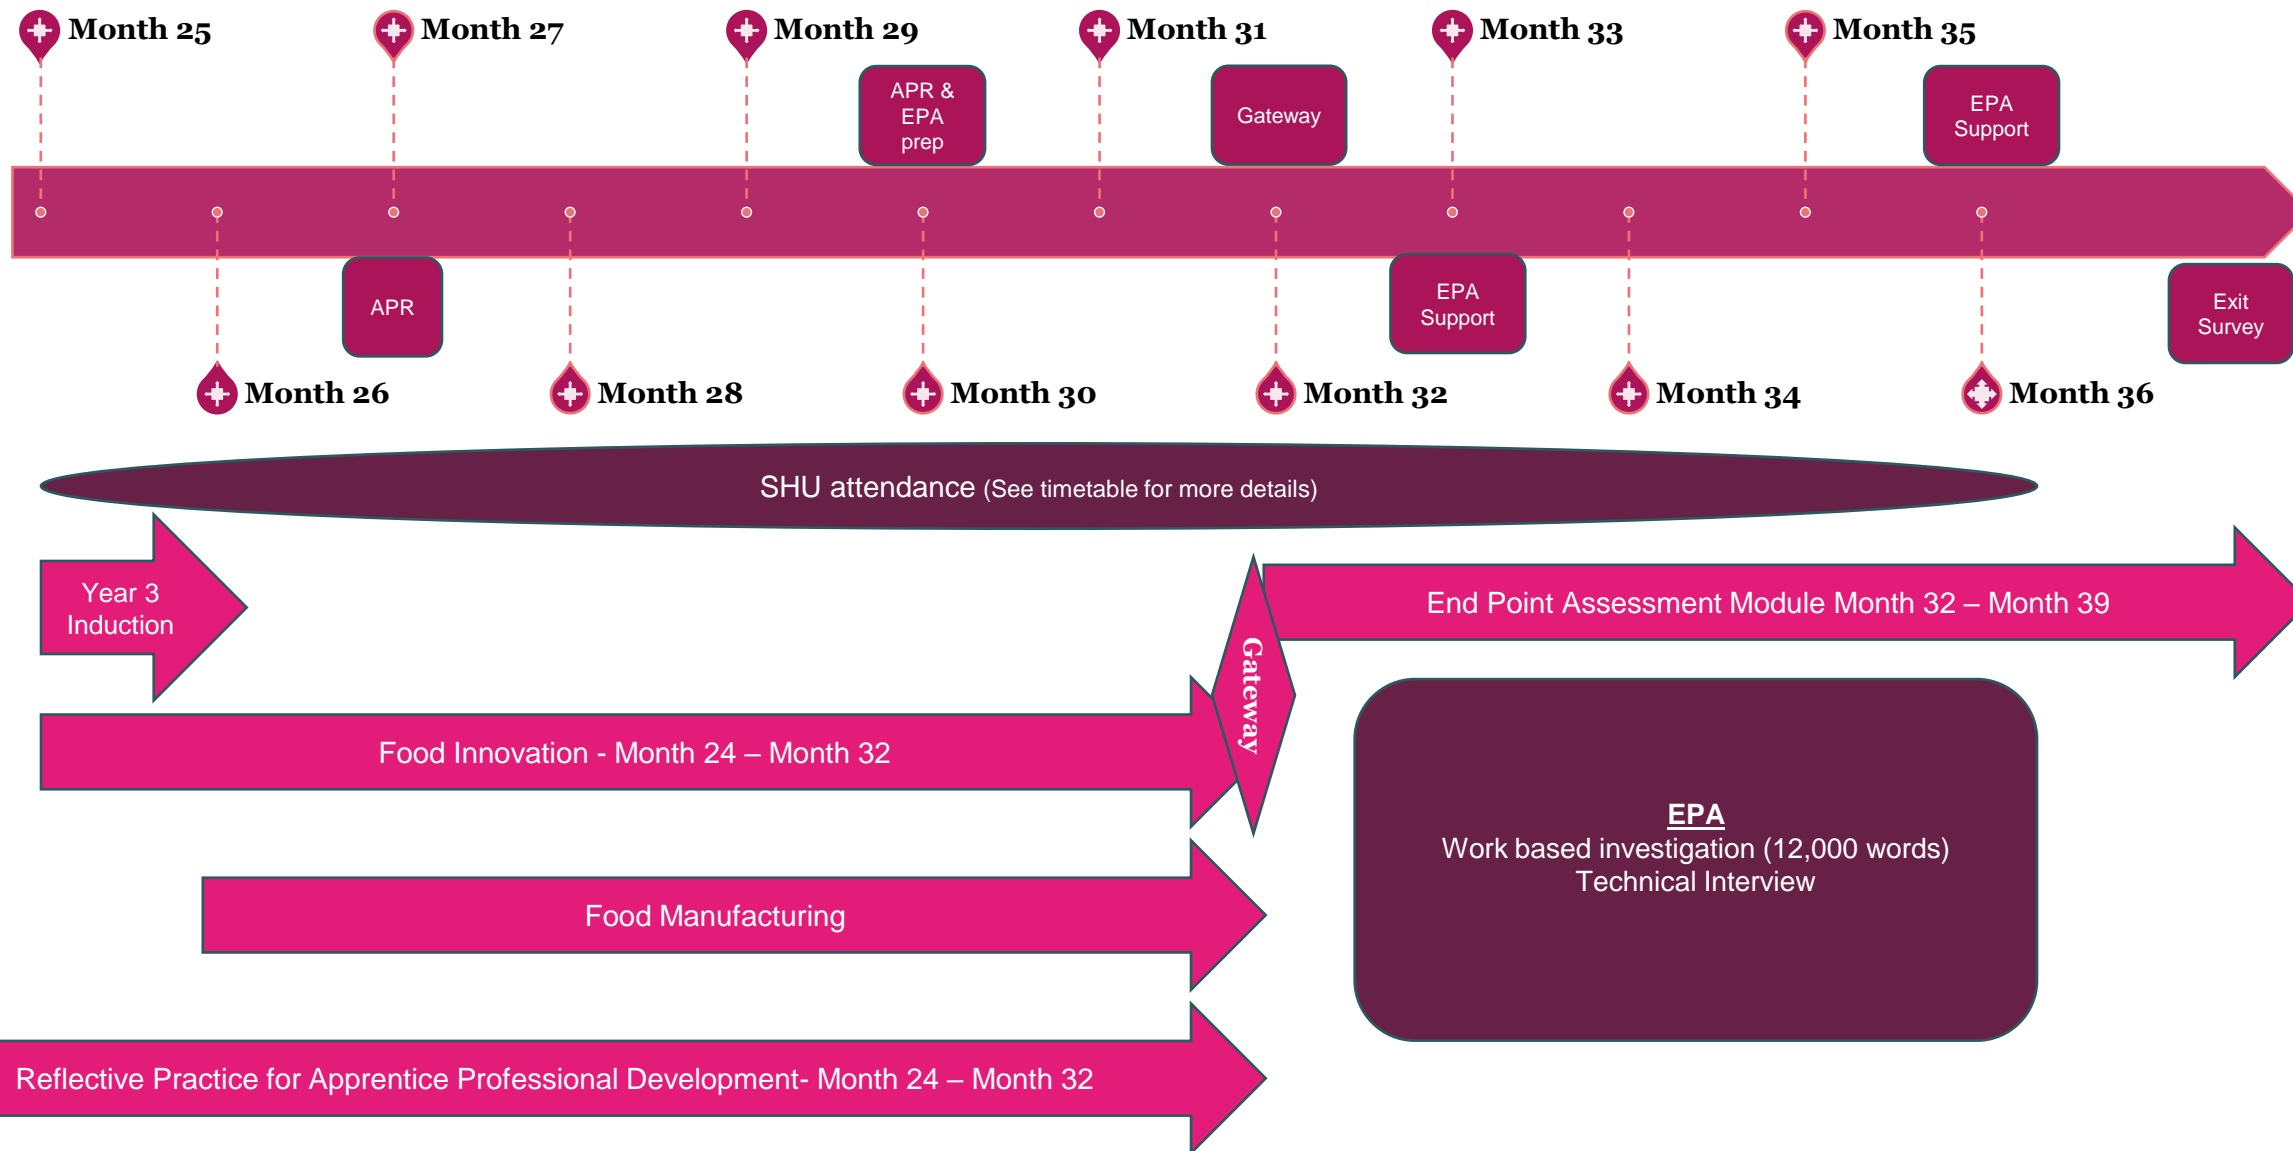 Month 25
Month 27
Month 29
Month 31
Month 33
Month 35
APR &
EPA
prep
Gateway
EPA
Support
APR
EPA
Support
Exit
Survey
Month 26
Month 28
Month 30
Month 32
Month 34
Month 36
SHU attendance (See timetable for more details)
Year 3
Induction
End Point Assessment Module Month 32 – Month 39
Gateway
Food Innovation - Month 24 – Month 32
EPA
Work based investigation (12,000 words)
Technical Interview
Food Manufacturing
Reflective Practice for Apprentice Professional Development- Month 24 – Month 32